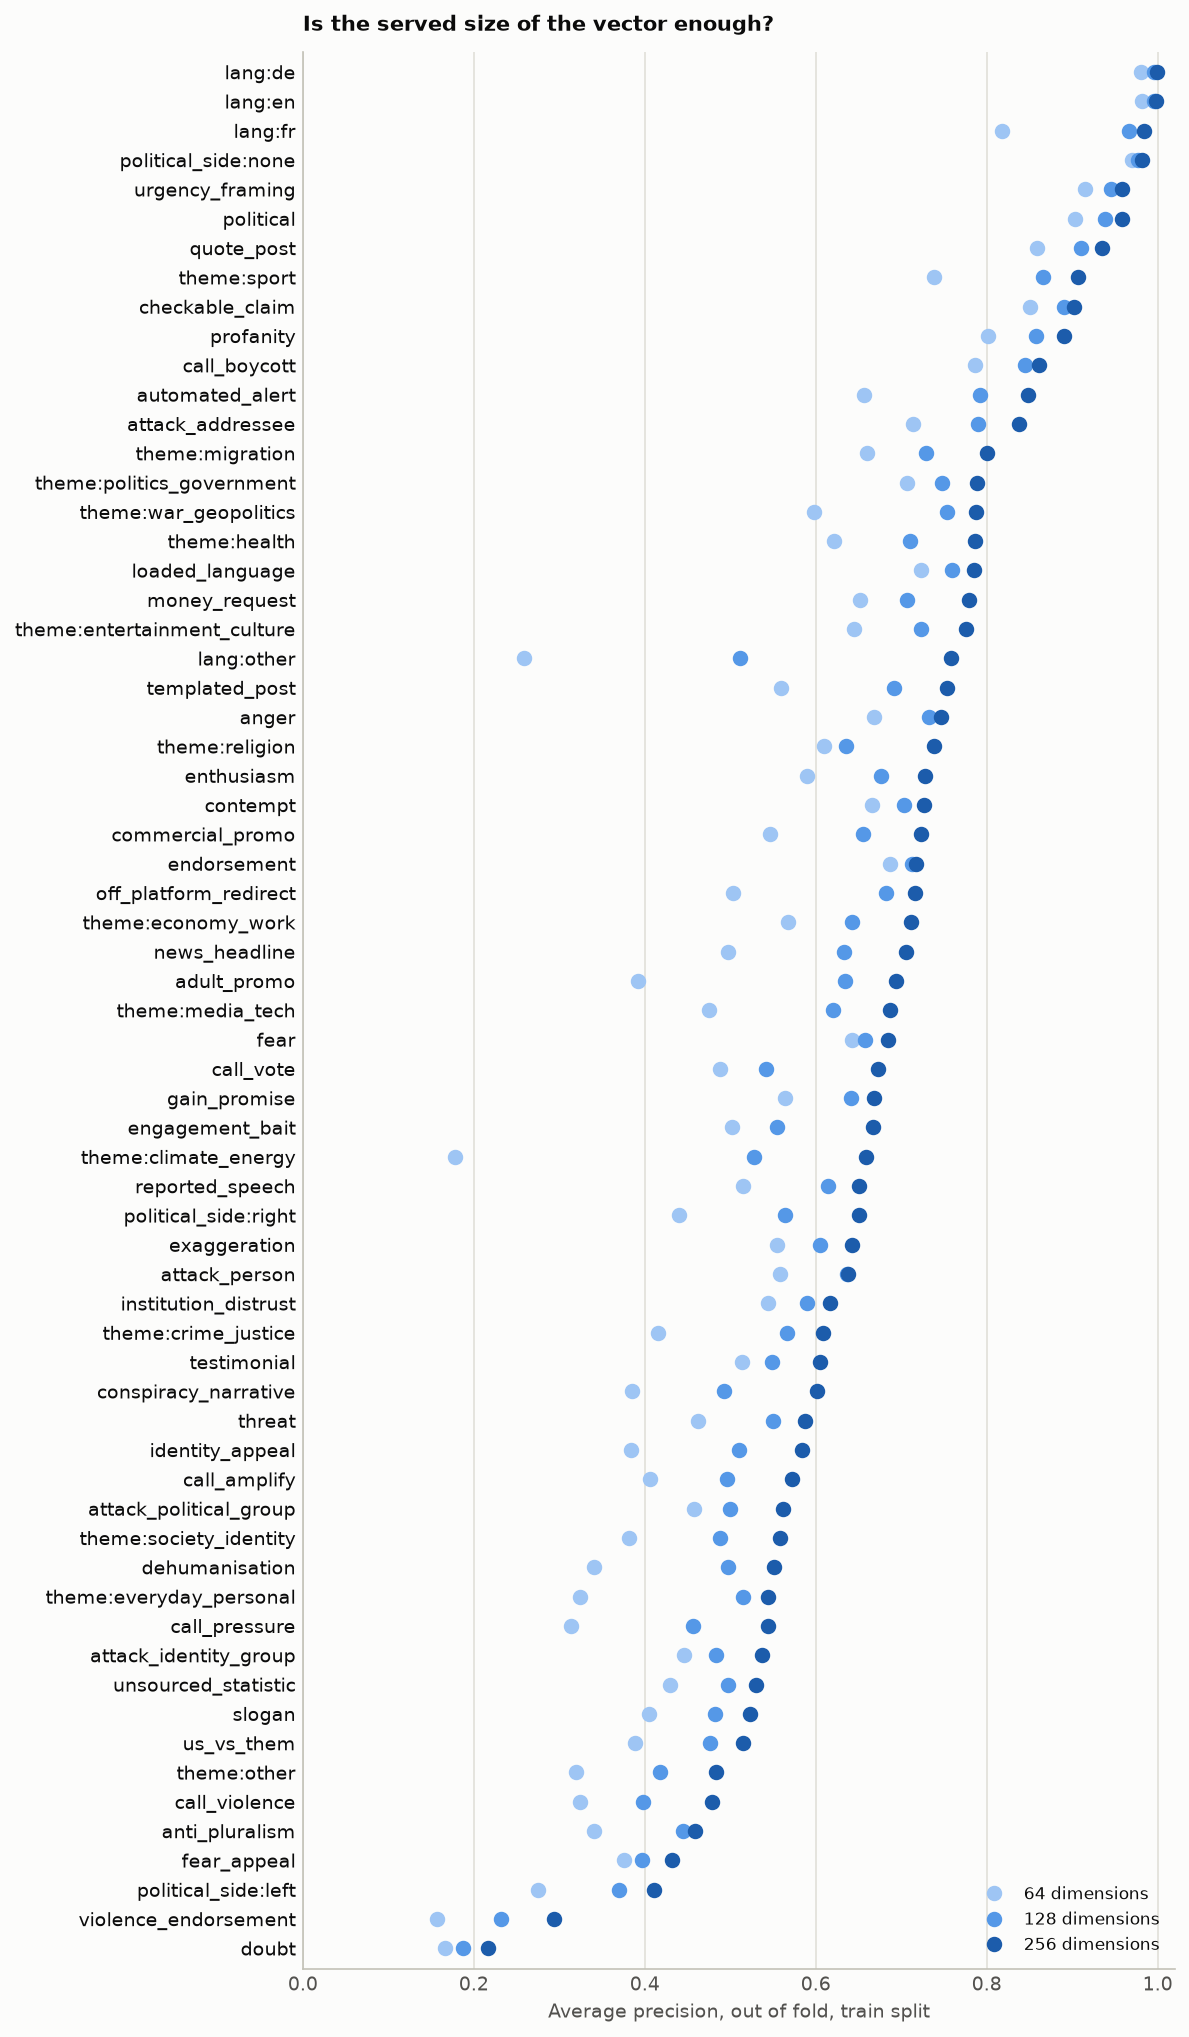 Is the served size of the vector enough?
lang:de
lang:en
lang:fr
political_side:none
urgency_framing
political
quote_post
theme:sport
checkable_claim
profanity
call_boycott
automated_alert
attack_addressee
theme:migration
theme:politics_government
theme:war_geopolitics
theme:health
loaded_language
money_request
theme:entertainment_culture
lang:other
templated_post
anger
theme:religion
enthusiasm
contempt
commercial_promo
endorsement
off_platform_redirect
theme:economy_work
news_headline
adult_promo
theme:media_tech
fear
call_vote
gain_promise
engagement_bait
theme:climate_energy
reported_speech
political_side:right
exaggeration
attack_person
institution_distrust
theme:crime_justice
testimonial
conspiracy_narrative
threat
identity_appeal
call_amplify
attack_political_group
theme:society_identity
dehumanisation
theme:everyday_personal
call_pressure
attack_identity_group
unsourced_statistic
slogan
us_vs_them
theme:other
call_violence
anti_pluralism
fear_appeal
political_side:left
violence_endorsement
doubt
64 dimensions
128 dimensions
256 dimensions
0.0 0.2 0.4 0.6 0.8 1.0
Average precision, out of fold, train split